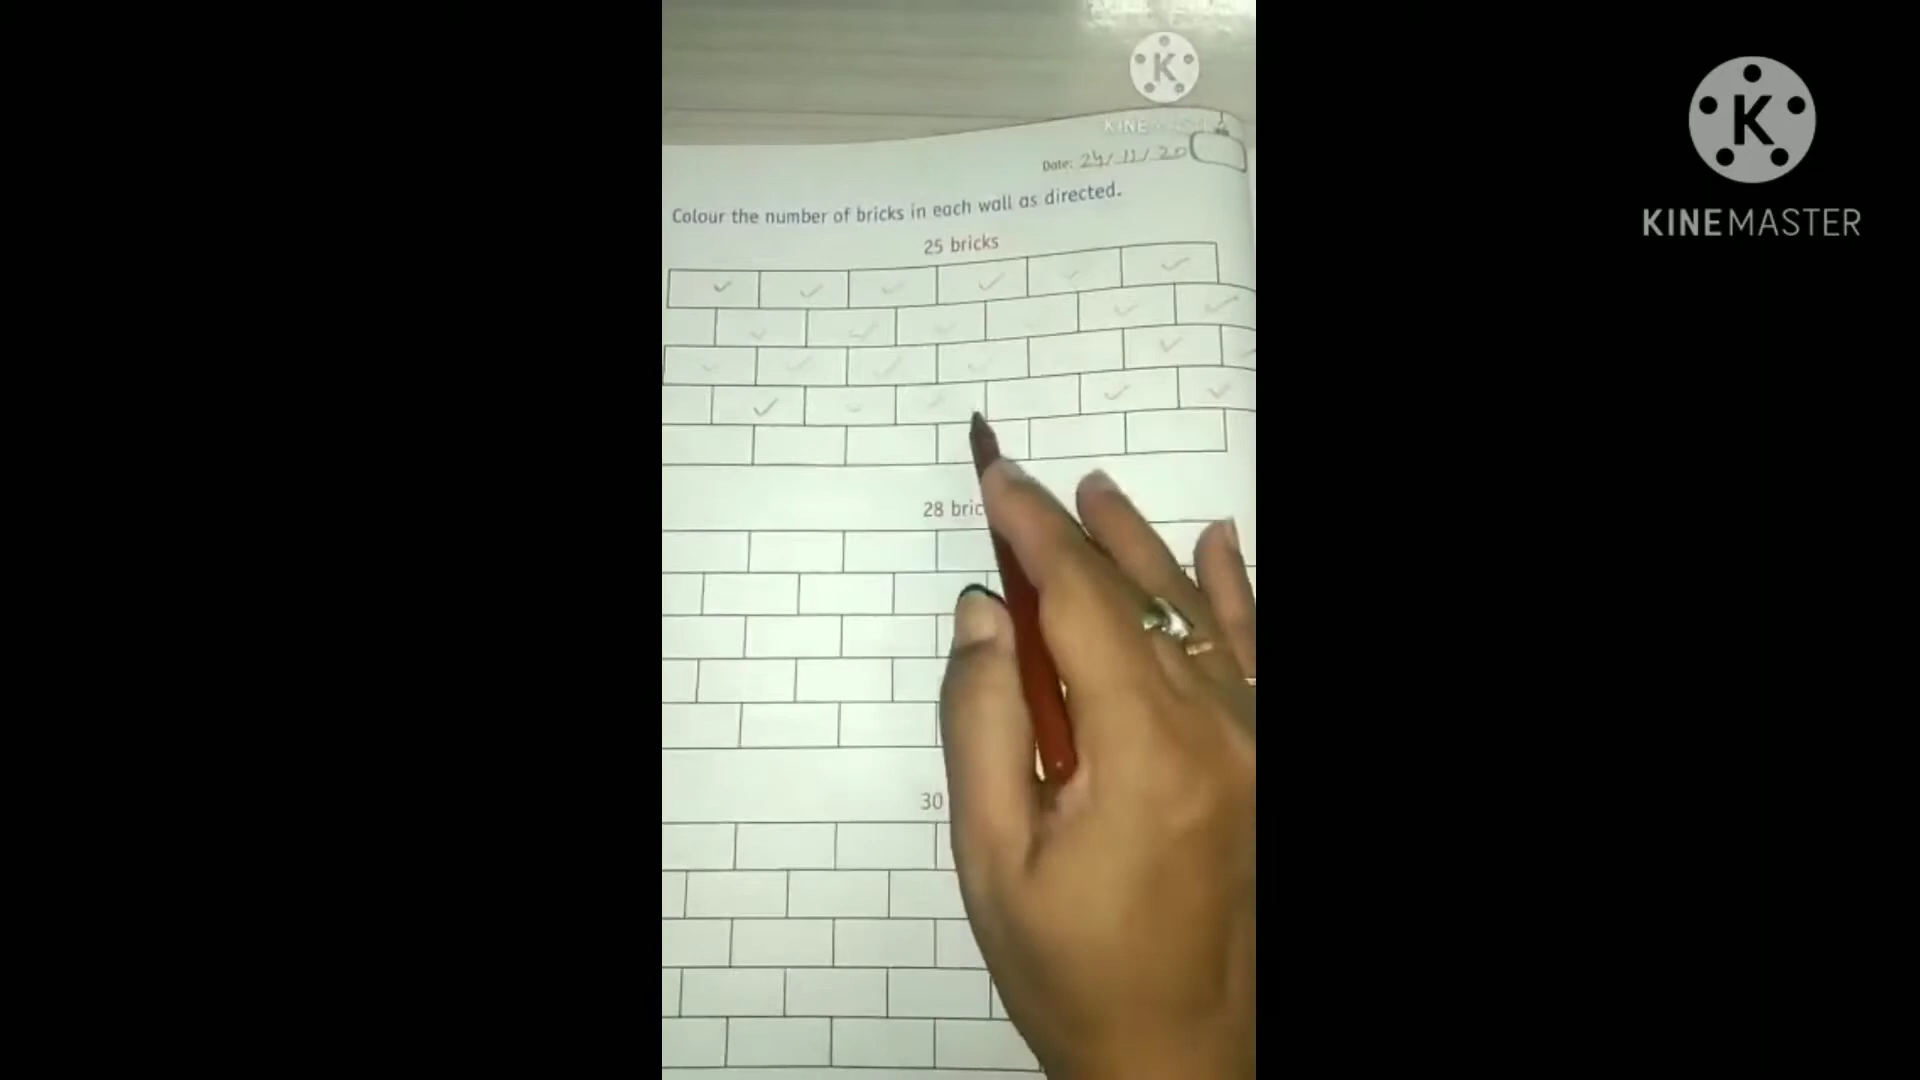 KINEMASTER
KINE
Date: 24/11/20
Colour the number of bricks in each wall as directed.
25 bricks
28 bric
30